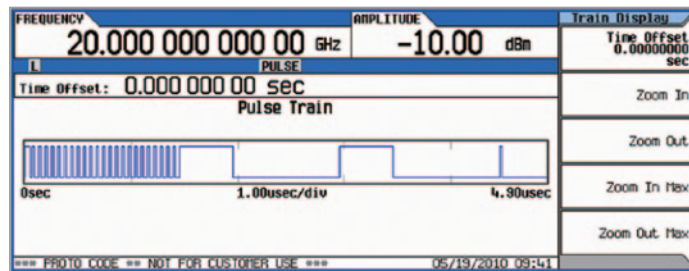 FREQUENCY
20.000 000 000 00 GHz
AMPLITUDE
-10.00 dBm
L
PULSE
Time Offset: 0.000 000 00 sec
Pulse Train
0sec
1.00usec/div
4.90usec
*** PROTO CODE ** NOT FOR CUSTOMER USE ***
05/19/2010 09:41
Train Display
Time Offset
0.00000000
sec
Zoom In
Zoom Out
Zoom In Max
Zoom Out Max